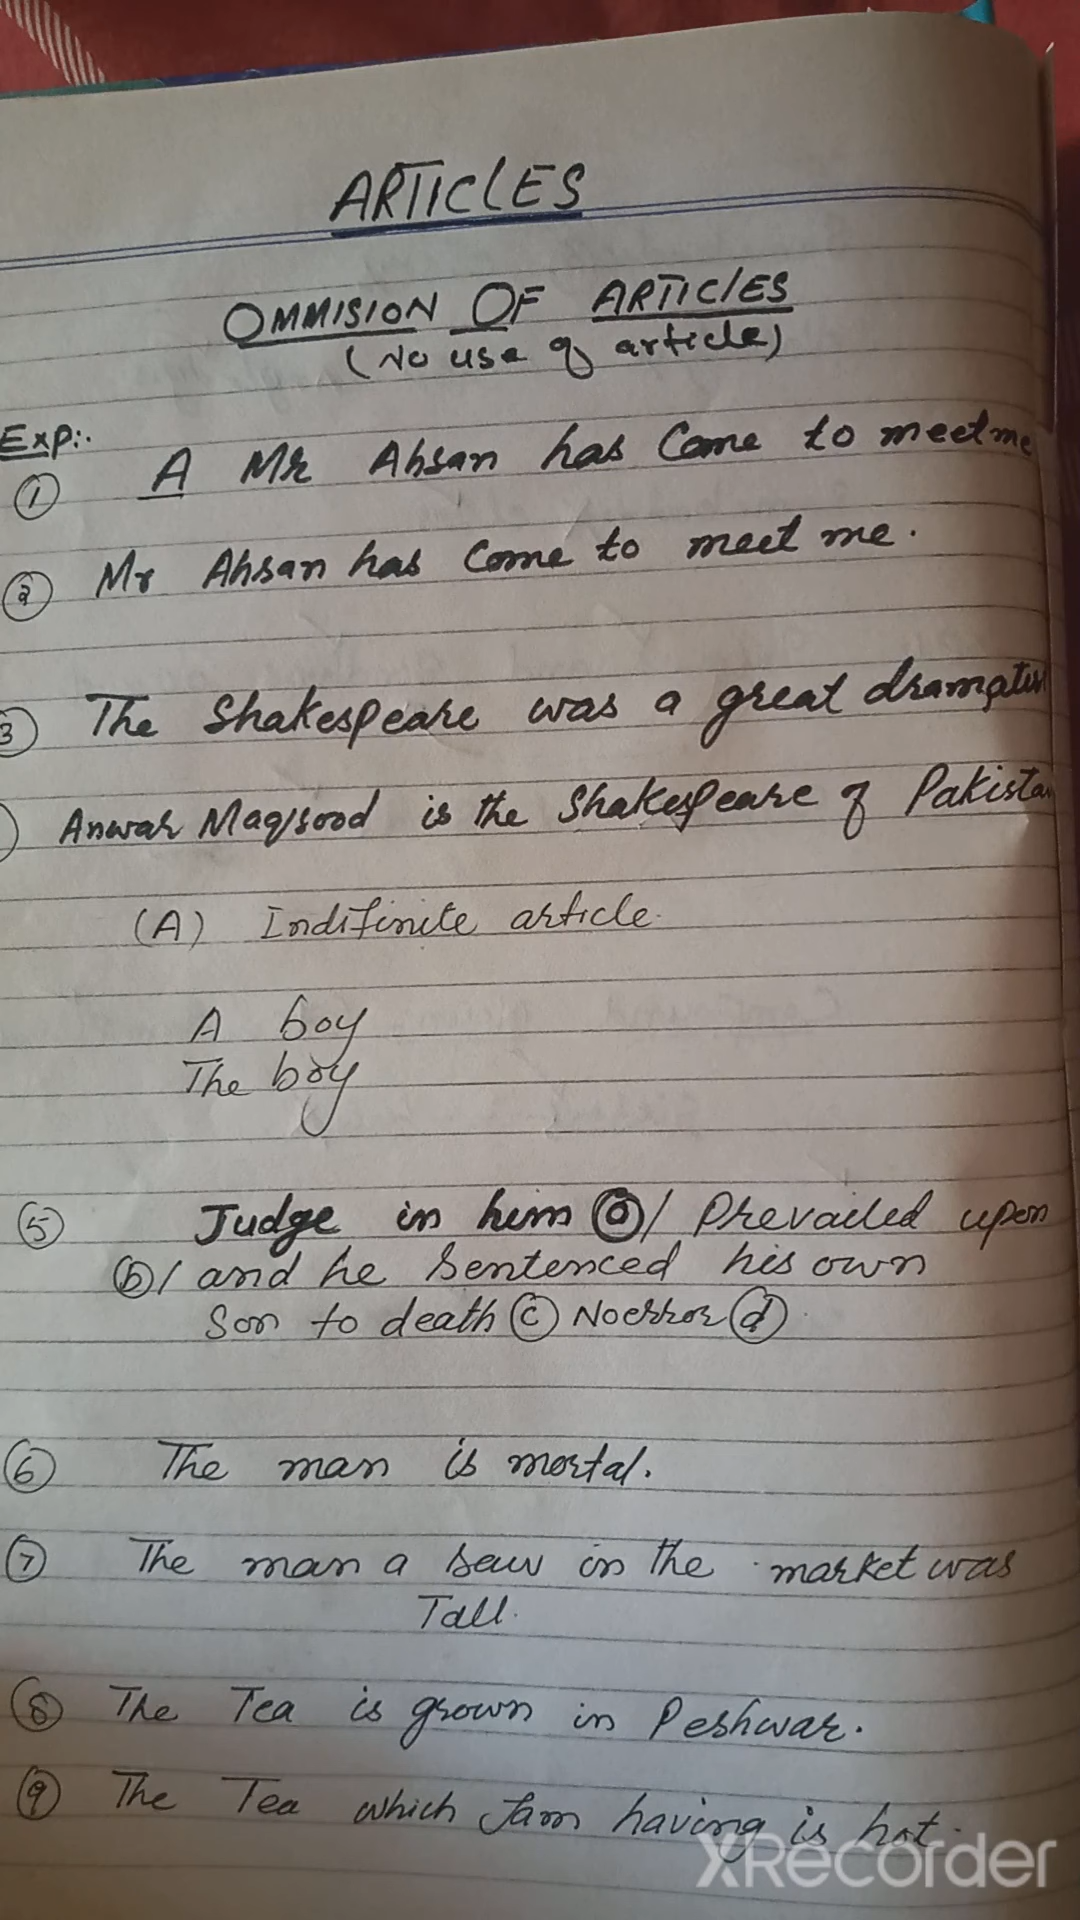 ARTICLES
OMMISION OF ARTICLES
(No use of article)
Exp:-
① A Mr Ahsan has Come to meet me
② Mr Ahsan has Come to meet me.
3 The Shakespeare was a great dramatist
Anwar Maqsood is the Shakespeare of Pakistan
(A) Indifinite article.
A boy
The boy
⑤ Judge in him ⓐ/ Prevailed upon
ⓑ/ and he Sentenced his own
Son to death ⓒ No error ⓓ.
⑥ The man is mortal.
⑦ The man a saw in the market was
Tall.
⑧ The Tea is grown in Peshwar.
⑨ The Tea which I am having is hot.
XRecorder